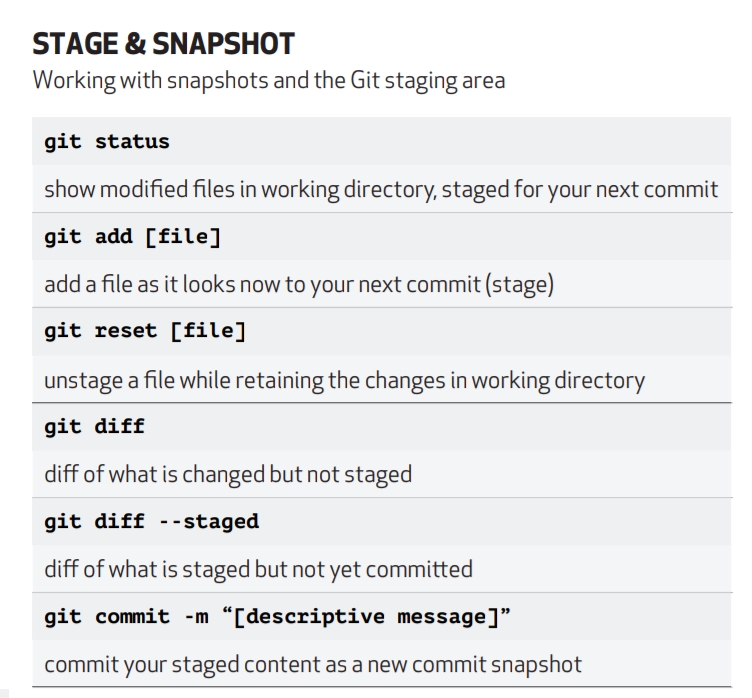 STAGE & SNAPSHOT
Working with snapshots and the Git staging area
git status
show modified files in working directory, staged for your next commit
git add [file]
add a file as it looks now to your next commit (stage)
git reset [file]
unstage a file while retaining the changes in working directory
git diff
diff of what is changed but not staged
git diff --staged
diff of what is staged but not yet committed
git commit -m “[descriptive message]”
commit your staged content as a new commit snapshot